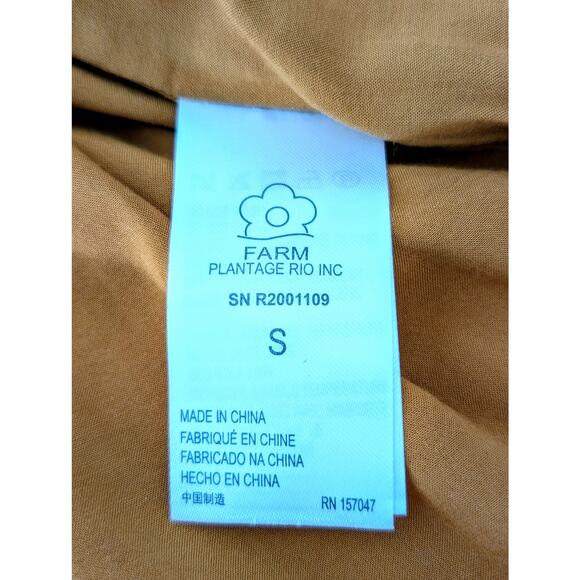 FARM
PLANTAGE RIO INC
SN R2001109
S
MADE IN CHINA
FABRIQUÉ EN CHINE
FABRICADO NA CHINA
HECHO EN CHINA
中国制造
RN 157047